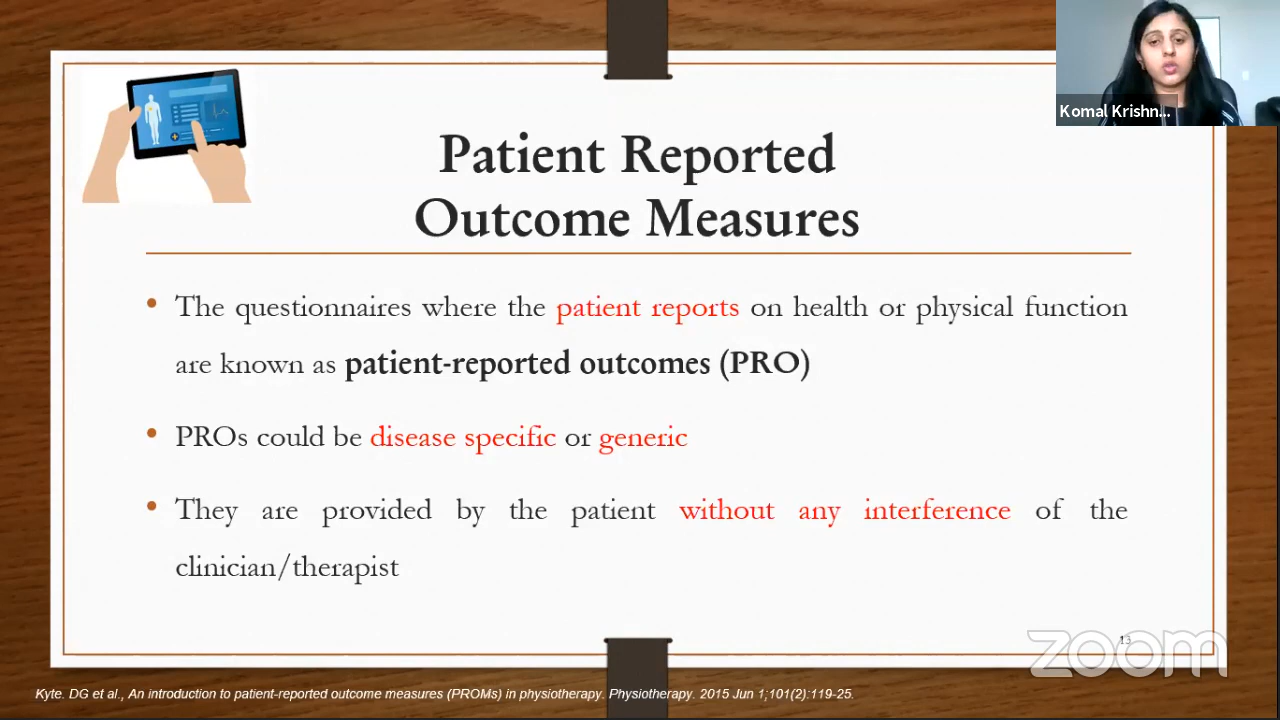 Komal Krishn...
Patient Reported
Outcome Measures
• The questionnaires where the patient reports on health or physical function
are known as patient-reported outcomes (PRO)
• PROs could be disease specific or generic
• They are provided by the patient without any interference of the
clinician/therapist
13
zoom
Kyte. DG et al., An introduction to patient-reported outcome measures (PROMs) in physiotherapy. Physiotherapy. 2015 Jun 1;101(2):119-25.